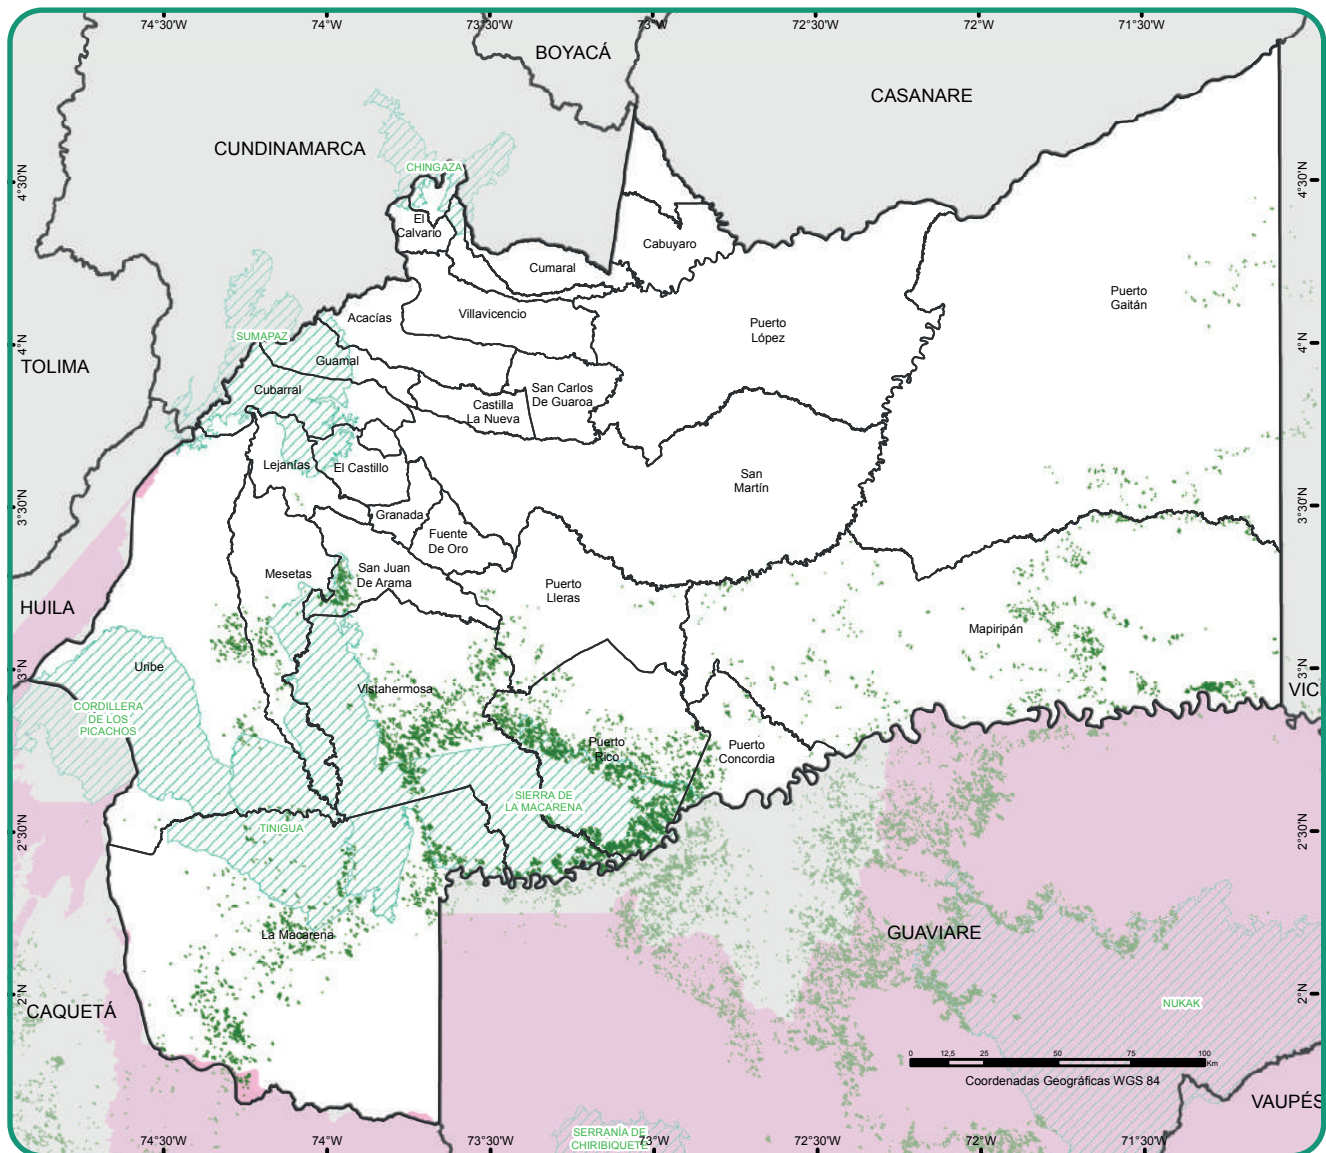 74°30'W
74°W
73°30'W
73°W
72°30'W
72°W
71°30'W
BOYACÁ
CASANARE
CUNDINAMARCA
CHINGAZA
4°30'N
4°30'N
El
Calvario
Cabuyaro
Cumaral
Puerto
Gaitán
Acacías
Villavicencio
Puerto
López
SUMAPAZ
4°N
4°N
TOLIMA
Guamal
Cubarral
San Carlos
De Guaroa
Castilla
La Nueva
Lejanías
El Castillo
San
Martín
3°30'N
3°30'N
Granada
Fuente
De Oro
Mesetas
San Juan
De Arama
Puerto
Lleras
HUILA
Mapiripán
3°N
3°N
Uribe
Vistahermosa
VIC
CORDILLERA
DE LOS
PICACHOS
Puerto
Rico
Puerto
Concordia
SIERRA DE
LA MACARENA
TINIGUA
2°30'N
2°30'N
La Macarena
GUAVIARE
2°N
2°N
NUKAK
CAQUETÁ
0
12,5
25
50
75
100
Km
Coordenadas Geográficas WGS 84
VAUPÉS
SERRANÍA DE
CHIRIBIQUETE
74°30'W
74°W
73°30'W
73°W
72°30'W
72°W
71°30'W